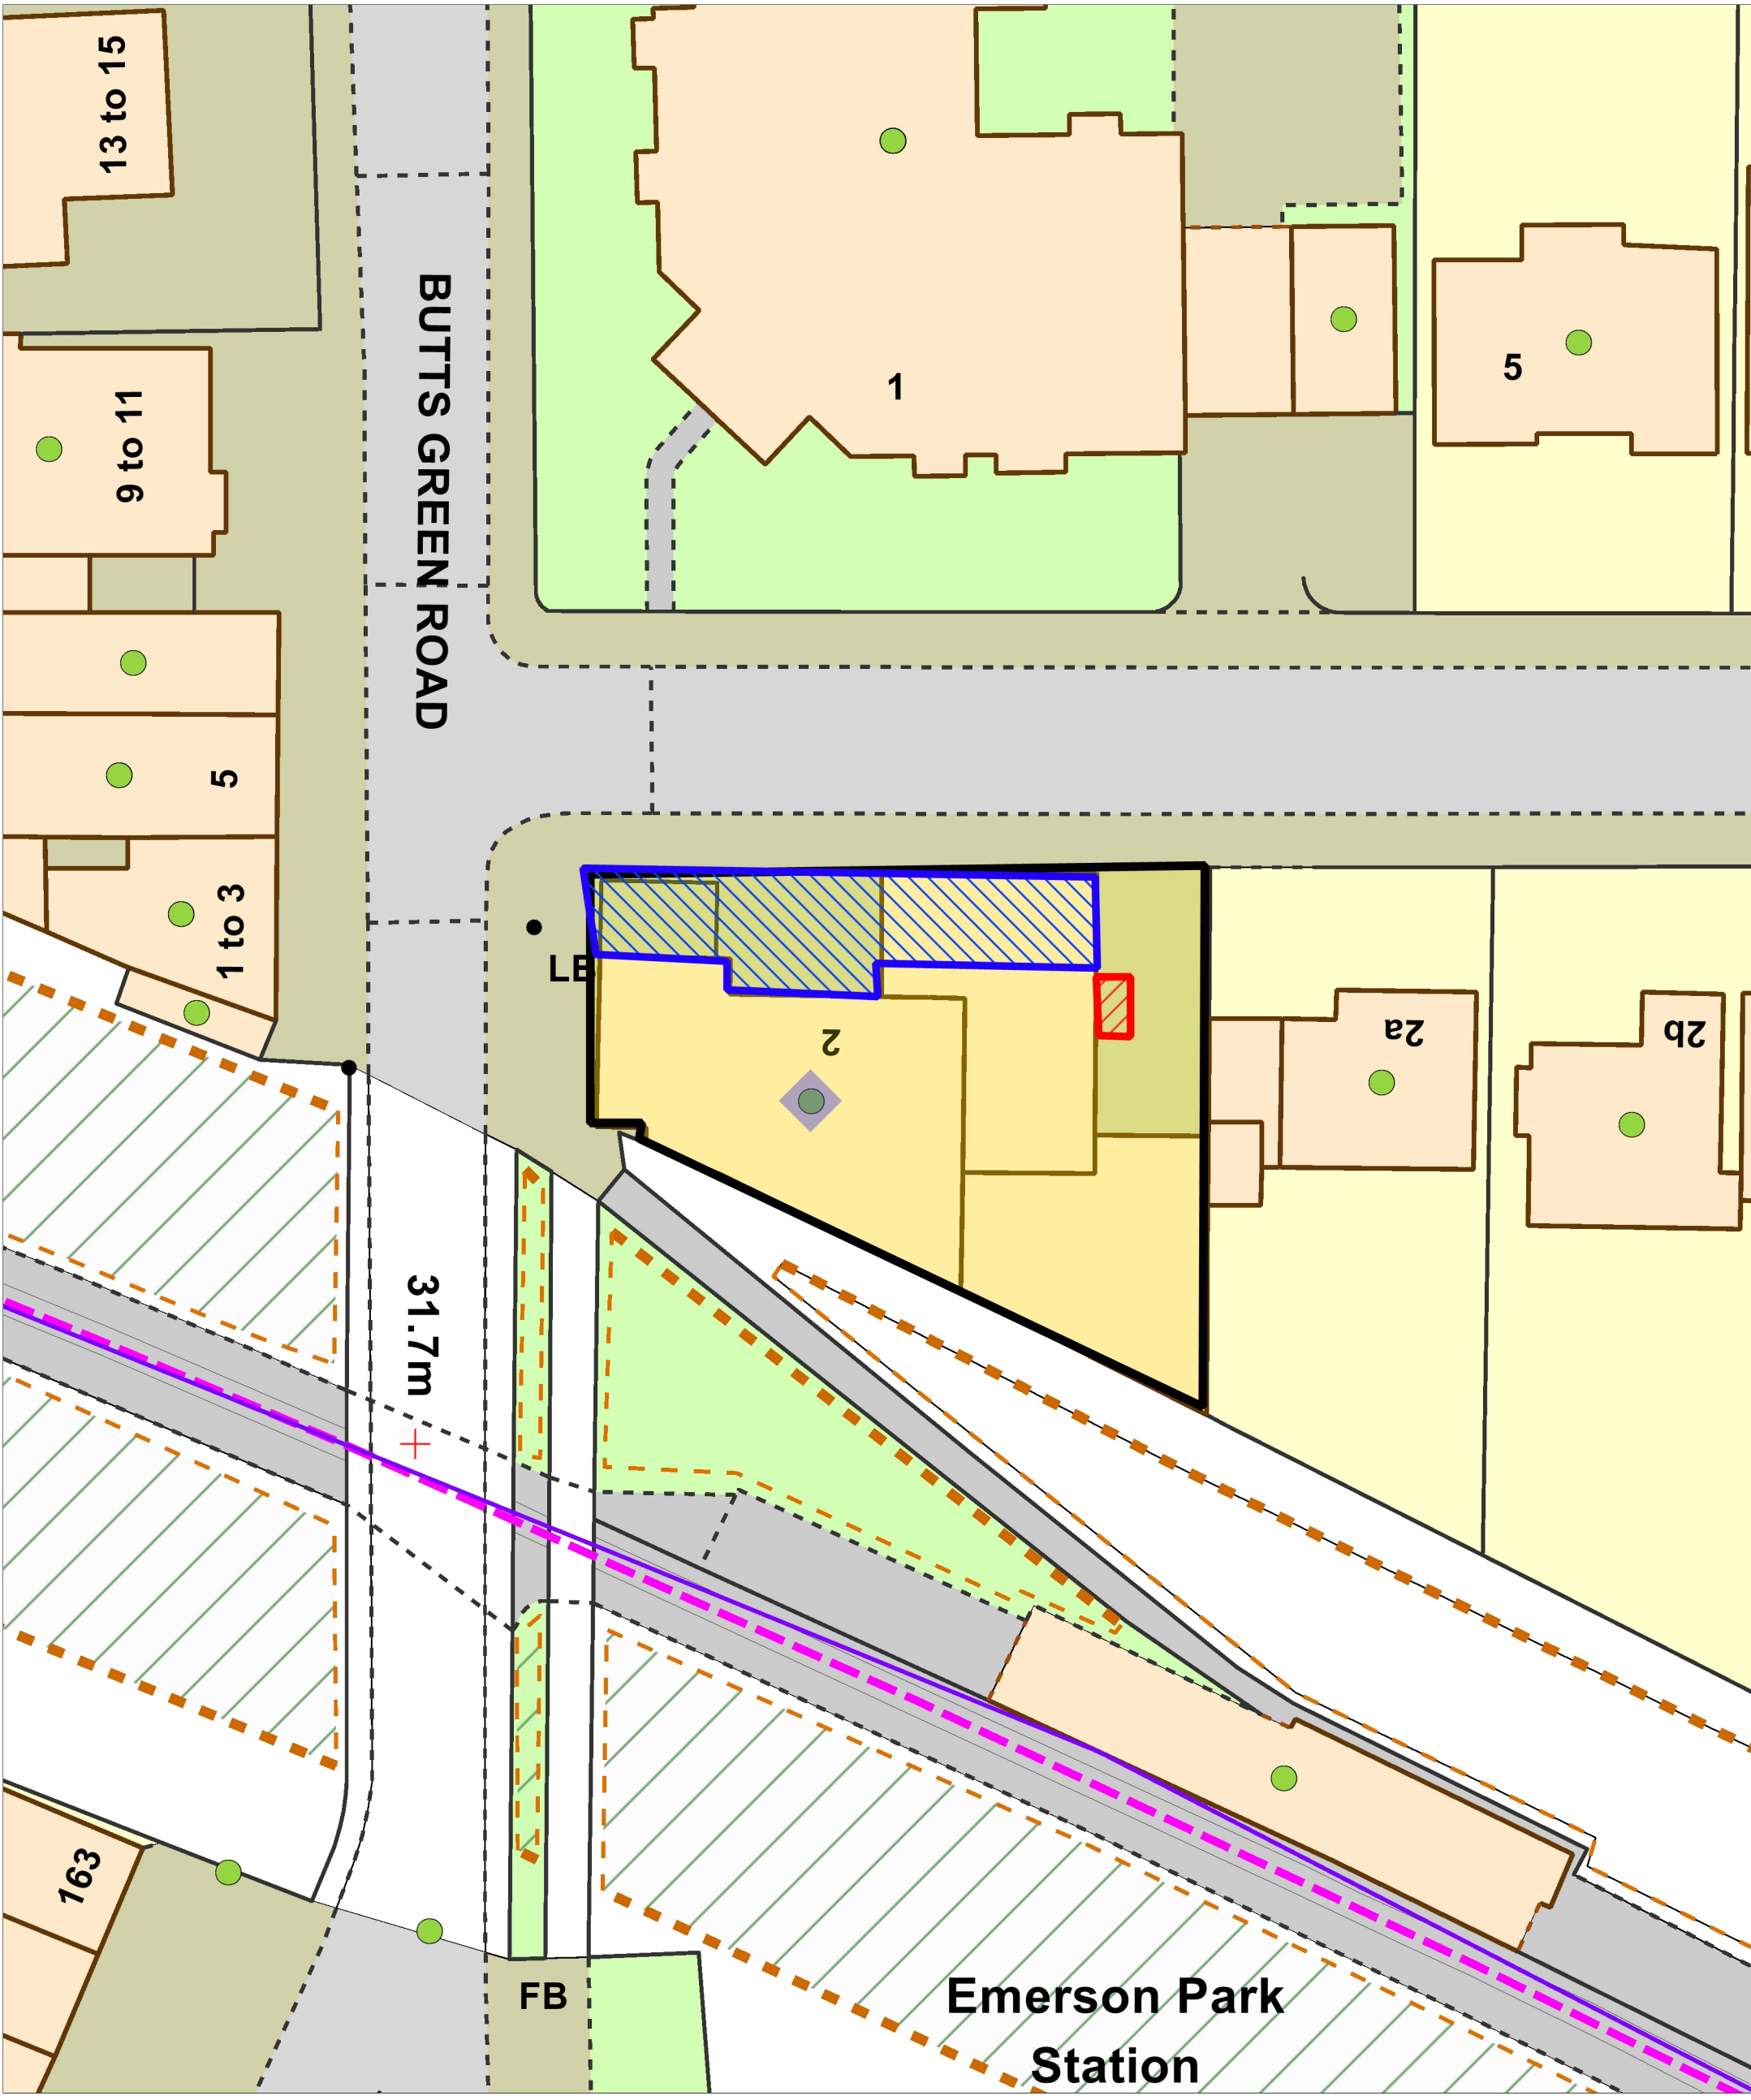 13 to 15
BUTTS GREEN ROAD
1
5
9 to 11
5
1 to 3
LB
2
2a
2b
31.7m
163
FB
Emerson Park
Station